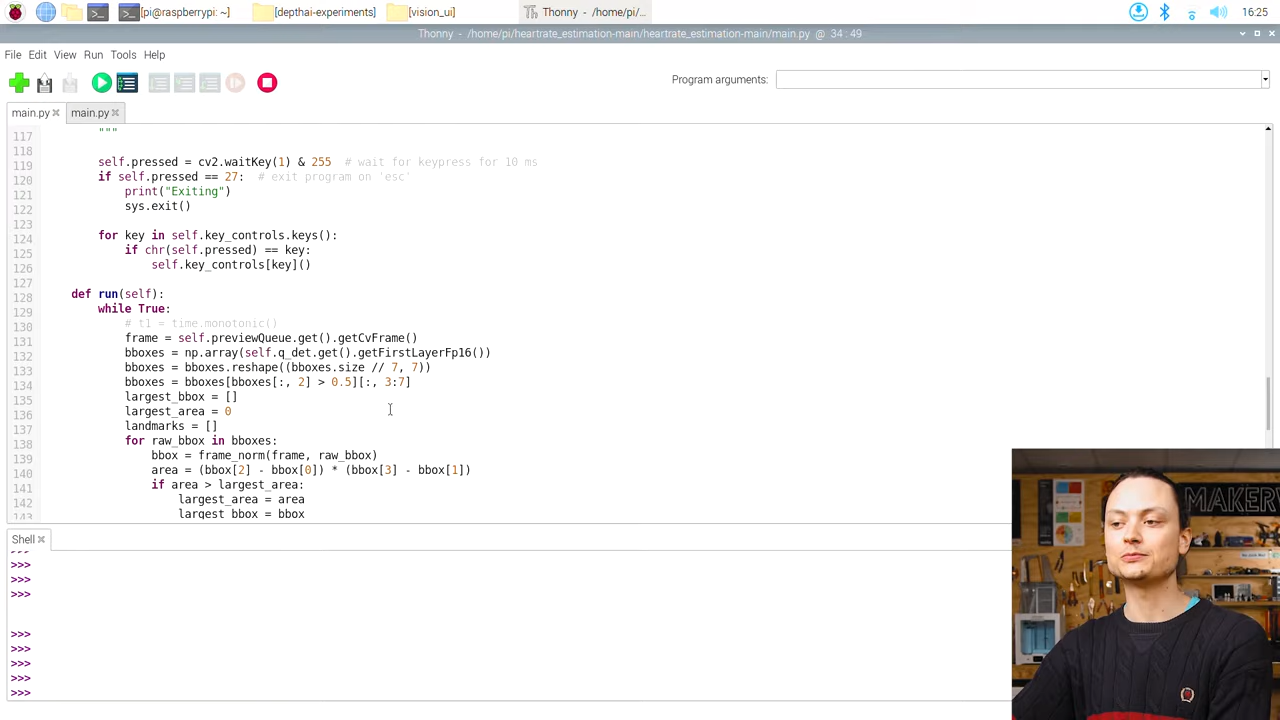 [pi@raspberrypi: ~]
[depthai-experiments]
[vision_ui]
Thonny - /home/pi/...
16:25
Thonny - /home/pi/heartrate_estimation-main/heartrate_estimation-main/main.py @ 34 : 49
File Edit View Run Tools Help
Program arguments:
main.py
main.py
117 """
118
119 self.pressed = cv2.waitKey(1) & 255 # wait for keypress for 10 ms
120 if self.pressed == 27: # exit program on 'esc'
121 print("Exiting")
122 sys.exit()
123
124 for key in self.key_controls.keys():
125 if chr(self.pressed) == key:
126 self.key_controls[key]()
127
128 def run(self):
129 while True:
130 # t1 = time.monotonic()
131 frame = self.previewQueue.get().getCvFrame()
132 bboxes = np.array(self.q_det.get().getFirstLayerFp16())
133 bboxes = bboxes.reshape((bboxes.size // 7, 7))
134 bboxes = bboxes[bboxes[:, 2] > 0.5][:, 3:7]
135 largest_bbox = []
136 largest_area = 0
137 landmarks = []
138 for raw_bbox in bboxes:
139 bbox = frame_norm(frame, raw_bbox)
140 area = (bbox[2] - bbox[0]) * (bbox[3] - bbox[1])
141 if area > largest_area:
142 largest_area = area
143 largest_bbox = bbox
Shell
>>>
>>>
>>>
>>>
>>>
>>>
>>>
>>>
>>>
MAKERV